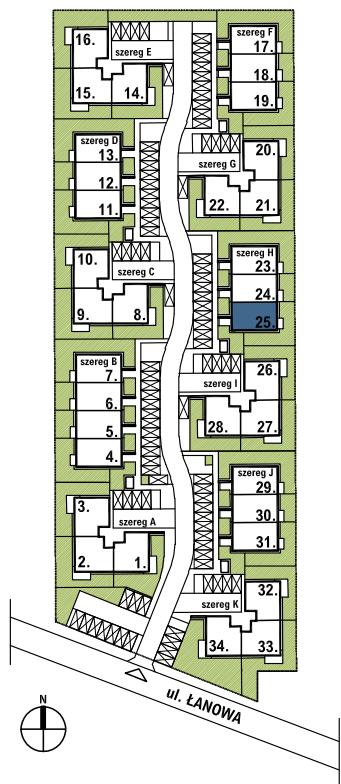 16.
szereg E
15. 14.
szereg F
17.
18.
19.
szereg D
13.
12.
11.
szereg G
20.
22. 21.
10.
szereg C
9. 8.
szereg H
23.
24.
25.
szereg B
7.
6.
5.
4.
26.
szereg I
28. 27.
3.
szereg A
2. 1.
szereg J
29.
30.
31.
32.
szereg K
34. 33.
ul. ŁANOWA
N